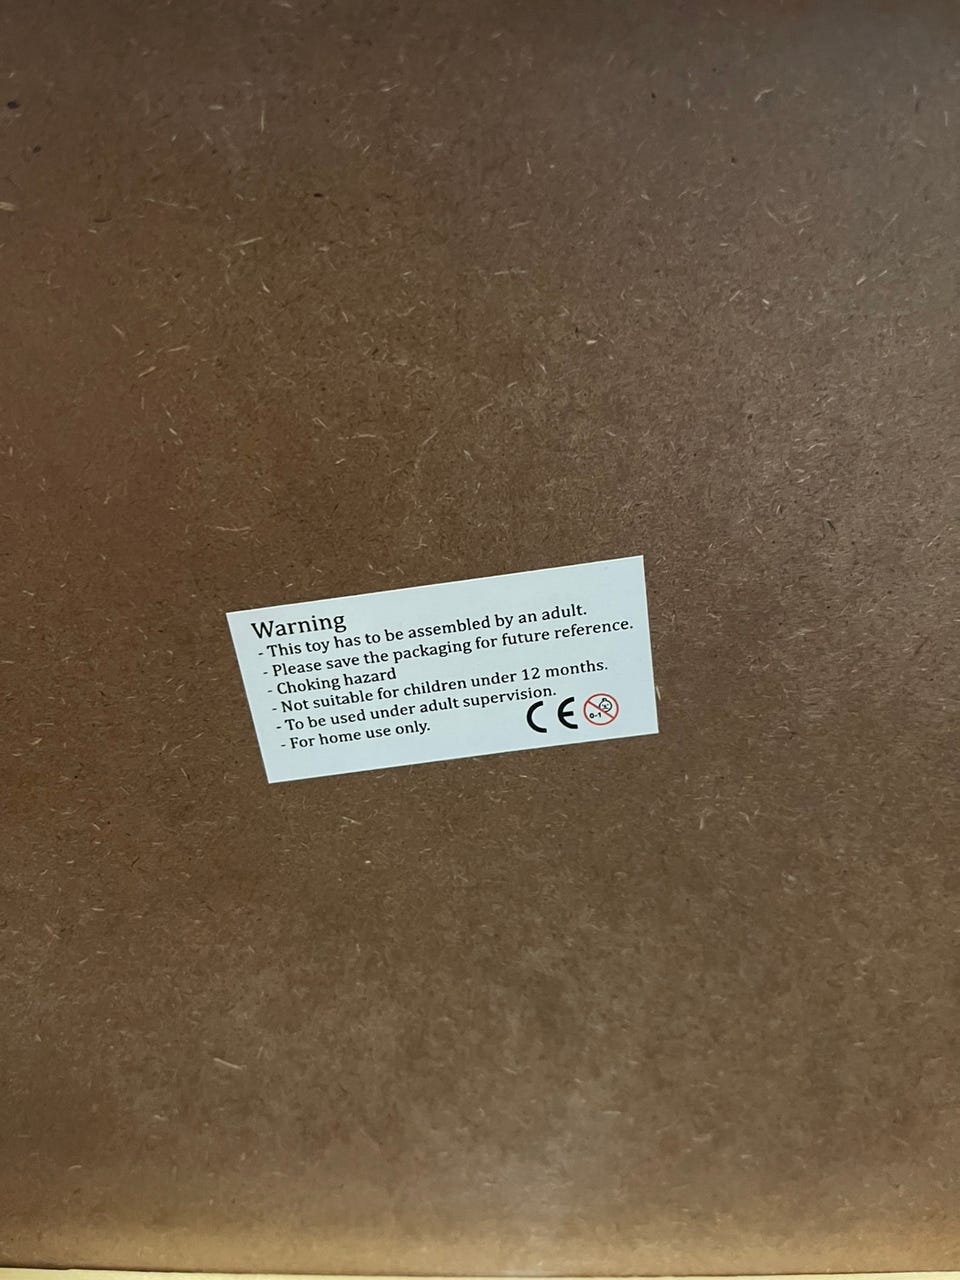 Warning
- This toy has to be assembled by an adult.
- Please save the packaging for future reference.
- Choking hazard
- Not suitable for children under 12 months.
- To be used under adult supervision.
- For home use only.
CE 0-1